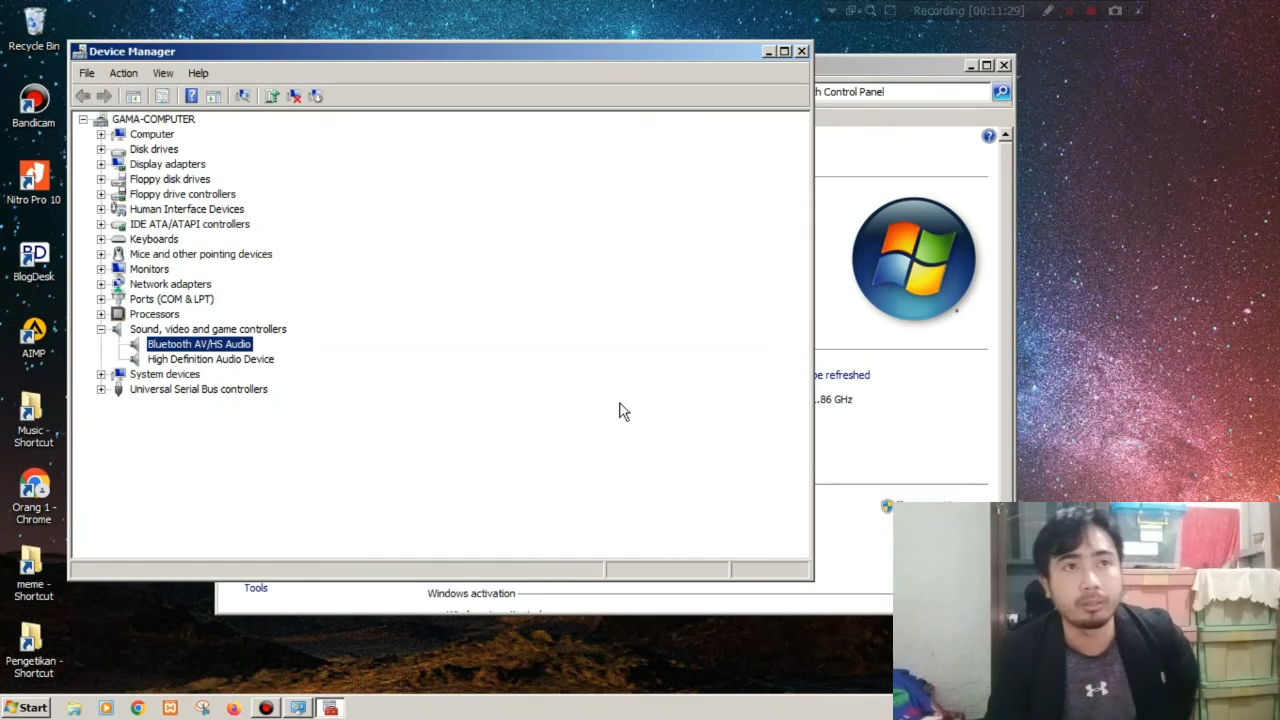 Recording [00:11:29]
Recycle Bin
Bandicam
Nitro Pro 10
BlogDesk
AIMP
Music -
Shortcut
Orang 1 -
Chrome
meme -
Shortcut
Pengetikan -
Shortcut
Device Manager
File Action View Help
GAMA-COMPUTER
Computer
Disk drives
Display adapters
Floppy disk drives
Floppy drive controllers
Human Interface Devices
IDE ATA/ATAPI controllers
Keyboards
Mice and other pointing devices
Monitors
Network adapters
Ports (COM & LPT)
Processors
Sound, video and game controllers
Bluetooth AV/HS Audio
High Definition Audio Device
System devices
Universal Serial Bus controllers
Control Panel
be refreshed
.86 GHz
Tools
Windows activation
Start